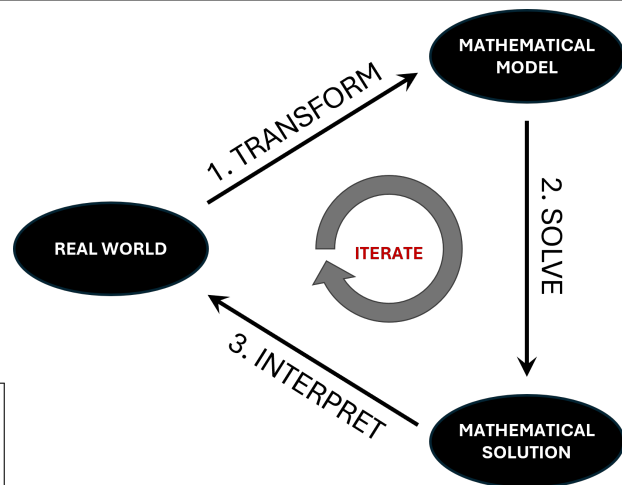 MATHEMATICAL
MODEL
1. TRANSFORM
2. SOLVE
REAL WORLD
ITERATE
3. INTERPRET
MATHEMATICAL
SOLUTION